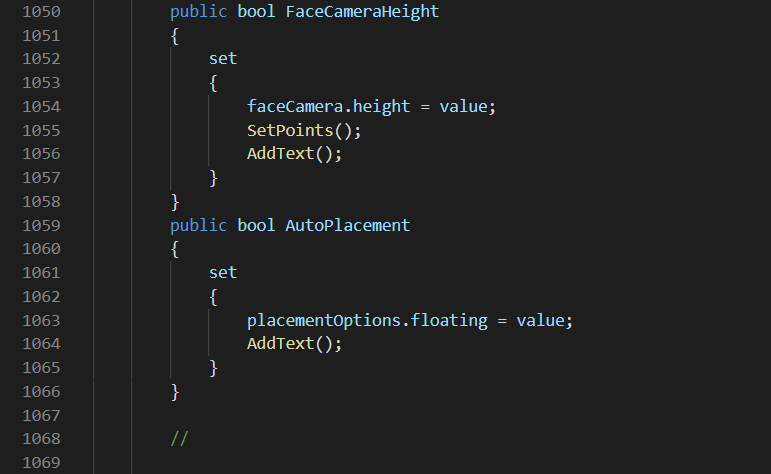 1050 public bool FaceCameraHeight
1051 {
1052 set
1053 {
1054 faceCamera.height = value;
1055 SetPoints();
1056 AddText();
1057 }
1058 }
1059 public bool AutoPlacement
1060 {
1061 set
1062 {
1063 placementOptions.floating = value;
1064 AddText();
1065 }
1066 }
1067
1068 //
1069